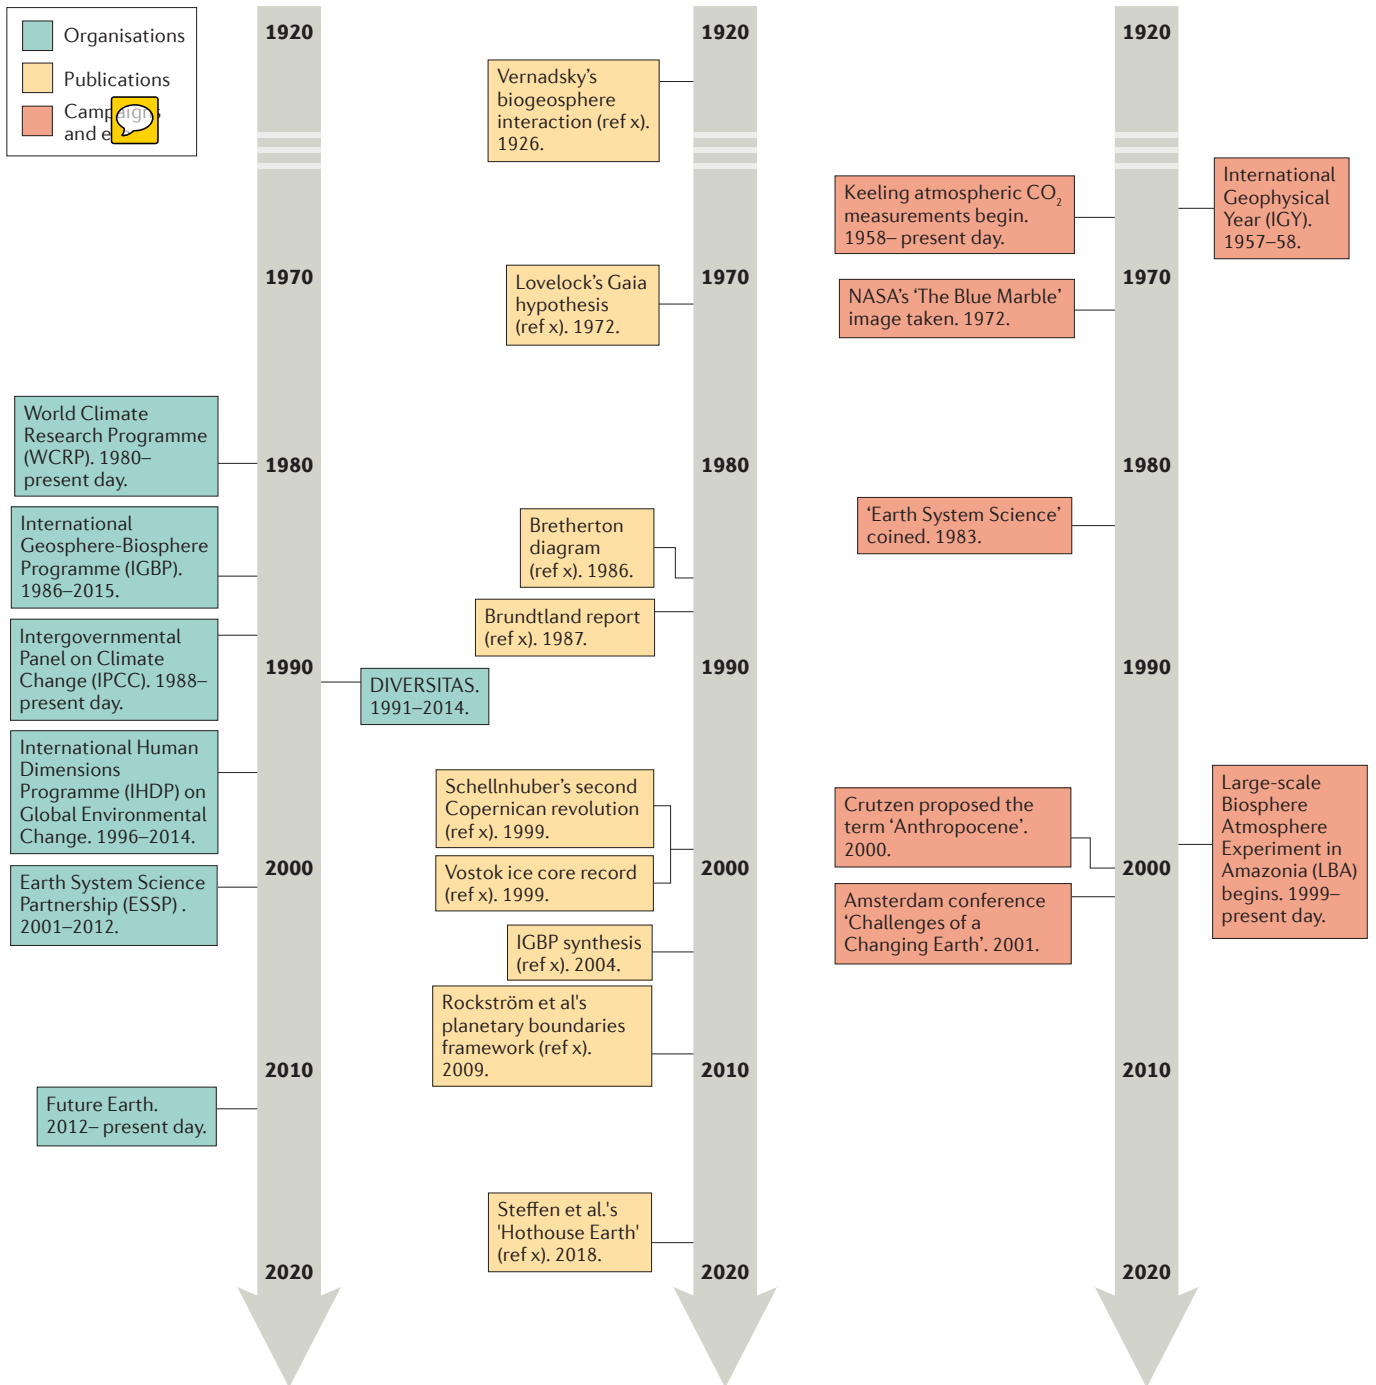 Organisations
Publications
Campaigns
and e
1920
1970
1980
1990
2000
2010
2020
World Climate
Research Programme
(WCRP). 1980–
present day.
International
Geosphere-Biosphere
Programme (IGBP).
1986–2015.
Intergovernmental
Panel on Climate
Change (IPCC). 1988–
present day.
International Human
Dimensions
Programme (IHDP) on
Global Environmental
Change. 1996–2014.
Earth System Science
Partnership (ESSP) .
2001–2012.
Future Earth.
2012– present day.
DIVERSITAS.
1991–2014.
1920
1970
1980
1990
2000
2010
2020
Vernadsky’s
biogeosphere
interaction (ref x).
1926.
Lovelock’s Gaia
hypothesis
(ref x). 1972.
Bretherton
diagram
(ref x). 1986.
Brundtland report
(ref x). 1987.
Schellnhuber’s second
Copernican revolution
(ref x). 1999.
Vostok ice core record
(ref x). 1999.
IGBP synthesis
(ref x). 2004.
Rockström et al's
planetary boundaries
framework (ref x).
2009.
Steffen et al.'s
'Hothouse Earth'
(ref x). 2018.
1920
1970
1980
1990
2000
2010
2020
Keeling atmospheric CO₂
measurements begin.
1958– present day.
NASA’s ‘The Blue Marble’
image taken. 1972.
‘Earth System Science’
coined. 1983.
Crutzen proposed the
term ‘Anthropocene’.
2000.
Amsterdam conference
‘Challenges of a
Changing Earth’. 2001.
International
Geophysical
Year (IGY).
1957–58.
Large-scale
Biosphere
Atmosphere
Experiment in
Amazonia (LBA)
begins. 1999–
present day.